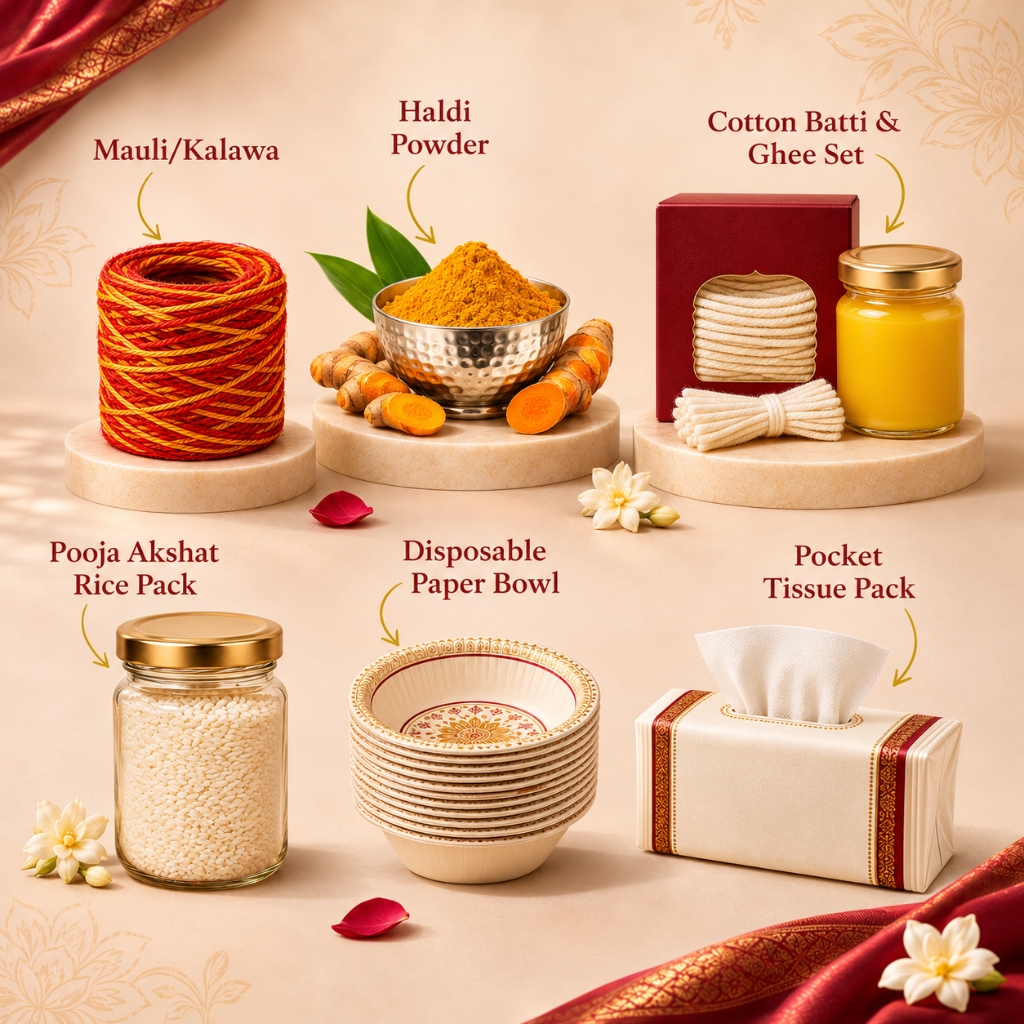 Mauli/Kalawa
Haldi
Powder
Cotton Batti &
Ghee Set
Pooja Akshat
Rice Pack
Disposable
Paper Bowl
Pocket
Tissue Pack